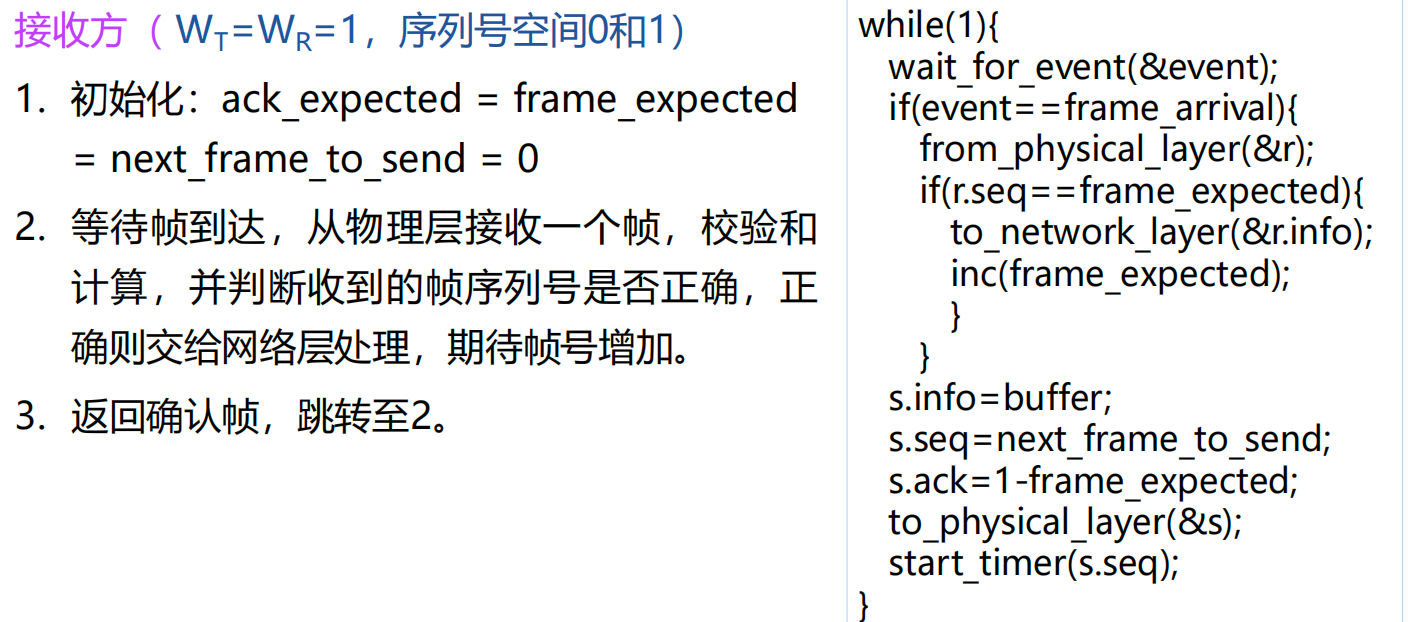 接收方（ WT=WR=1，序列号空间0和1）
1. 初始化：ack_expected = frame_expected
= next_frame_to_send = 0
2. 等待帧到达，从物理层接收一个帧，校验和
计算，并判断收到的帧序列号是否正确，正
确则交给网络层处理，期待帧号增加。
3. 返回确认帧，跳转至2。
while(1){
wait_for_event(&event);
if(event==frame_arrival){
from_physical_layer(&r);
if(r.seq==frame_expected){
to_network_layer(&r.info);
inc(frame_expected);
}
}
s.info=buffer;
s.seq=next_frame_to_send;
s.ack=1-frame_expected;
to_physical_layer(&s);
start_timer(s.seq);
}